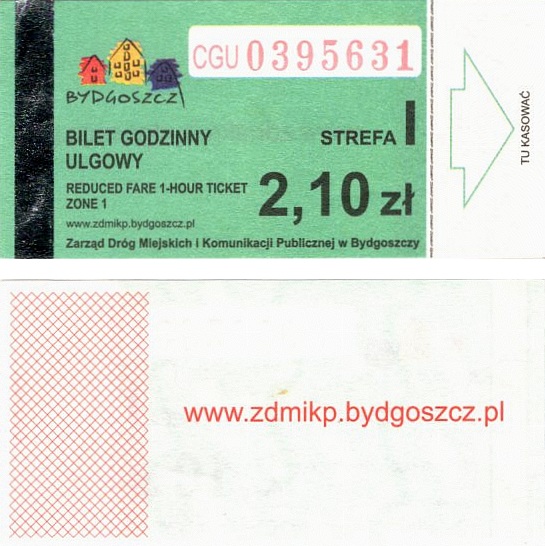 CGU 0395631
BYDGOSZCZ
BILET GODZINNY
ULGOWY
STREFA I
REDUCED FARE 1-HOUR TICKET
ZONE 1
2,10 zł
www.zdmikp.bydgoszcz.pl
Zarząd Dróg Miejskich i Komunikacji Publicznej w Bydgoszczy
TU KASOWAĆ
www.zdmikp.bydgoszcz.pl